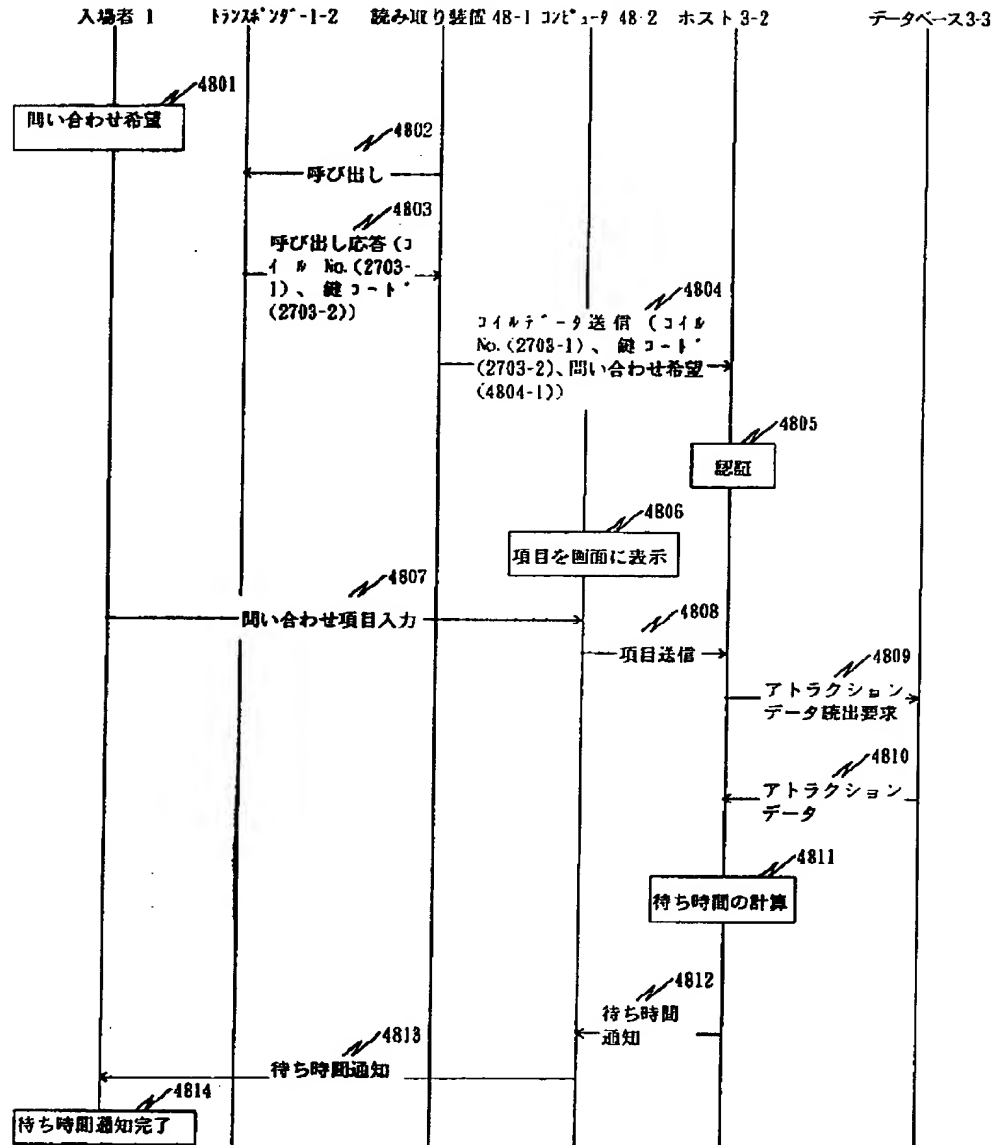 入場者 1 トランスポンダ-1-2 読み取り装置 48-1 コンピュータ 48-2 ホスト 3-2 データベース3-3
4801
問い合わせ希望
4802
呼び出し
4803
呼び出し応答 (コ
イル No.(2703-
1)、鍵コード
(2703-2))
4804
コイルデータ送信 (コイル
No.(2703-1)、鍵コード
(2703-2)、問い合わせ希望
(4804-1))
4805
認証
4806
項目を画面に表示
4807
問い合わせ項目入力
4808
項目送信
4809
アトラクション
データ読出要求
4810
アトラクション
データ
4811
待ち時間の計算
4812
待ち時間
通知
4813
待ち時間通知
4814
待ち時間通知完了